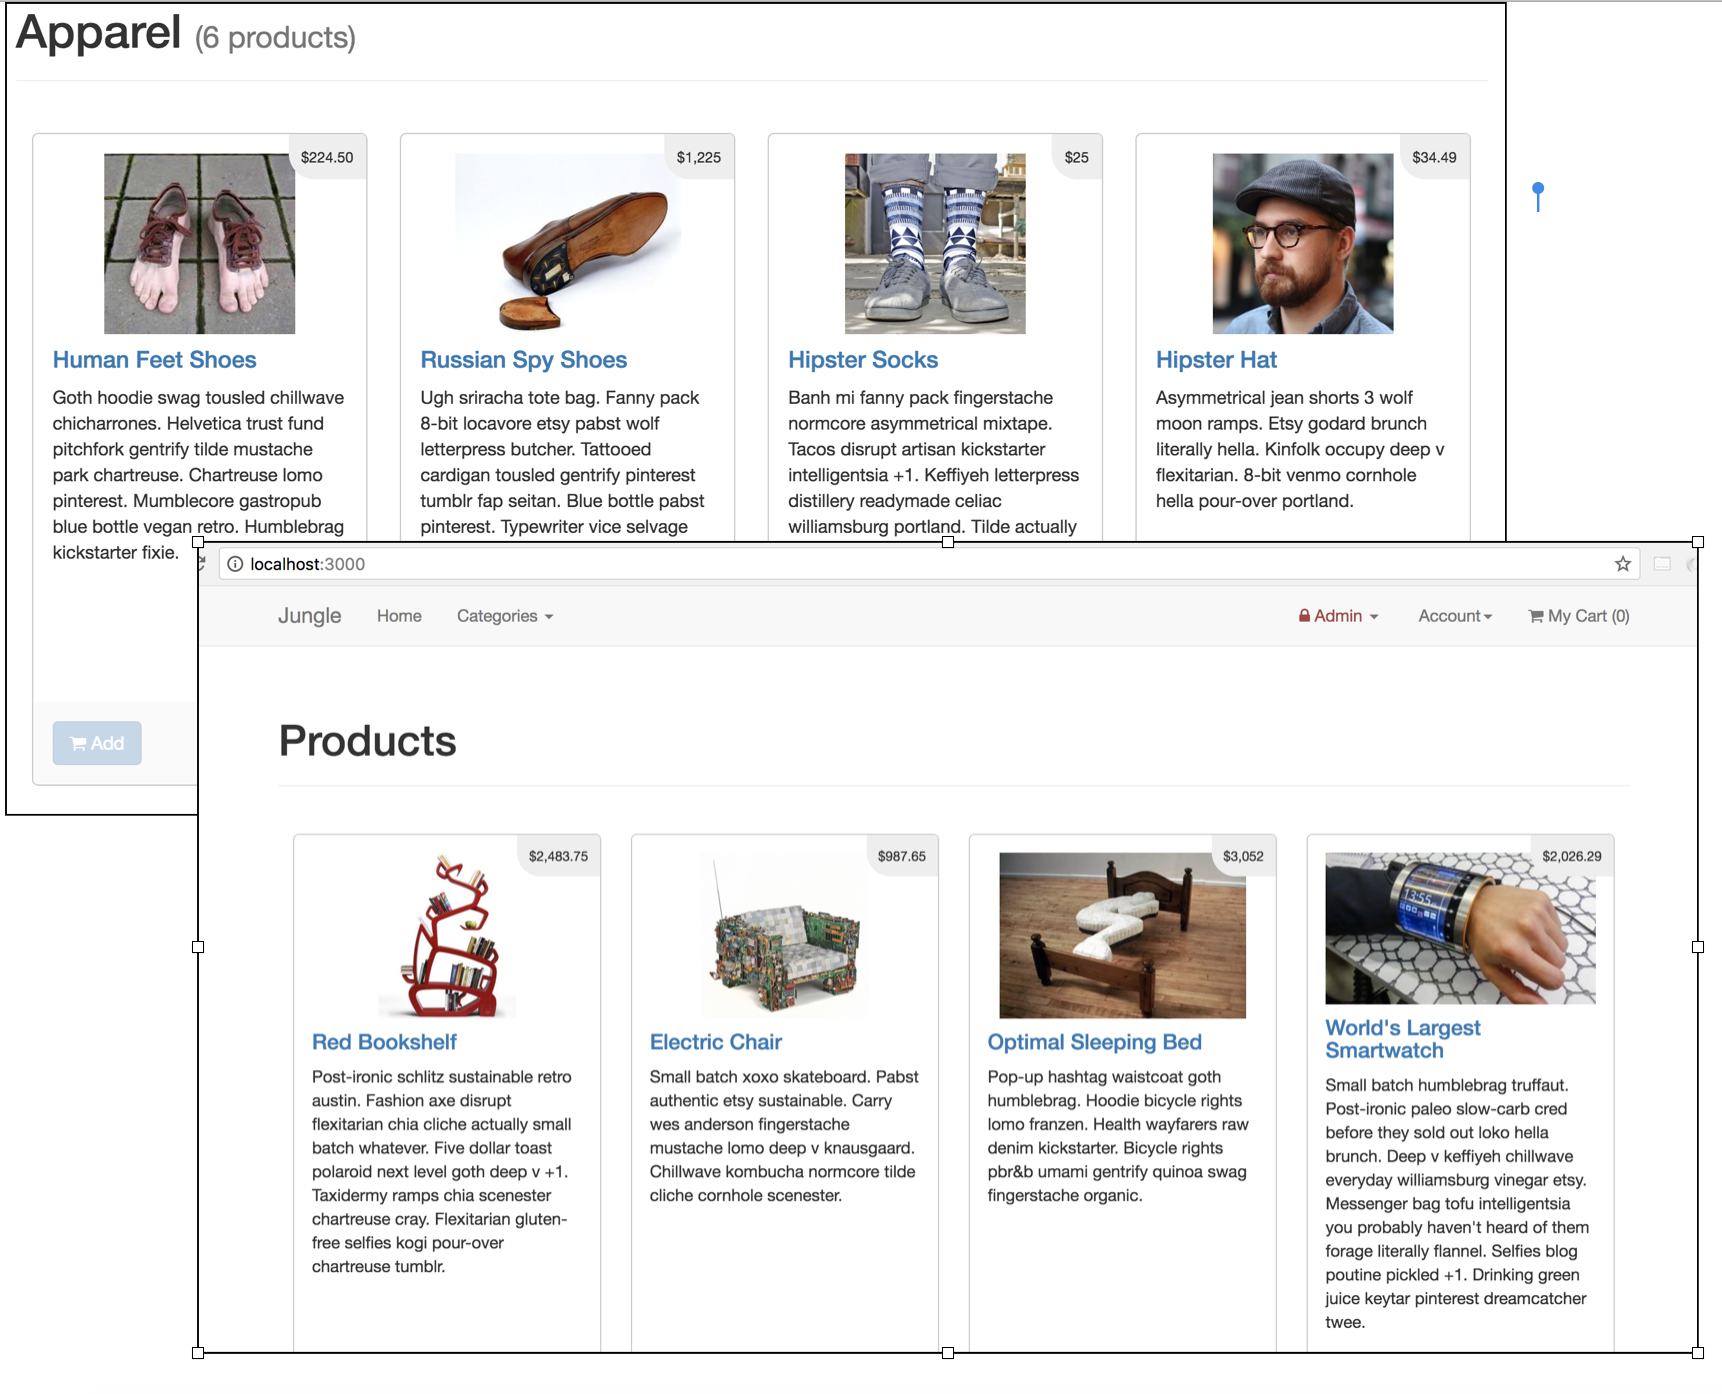 Apparel (6 products)
$224.50
Human Feet Shoes
Goth hoodie swag tousled chillwave
chicharrones. Helvetica trust fund
pitchfork gentrify tilde mustache
park chartreuse. Chartreuse lomo
pinterest. Mumblecore gastropub
blue bottle vegan retro. Humblebrag
kickstarter fixie.
Add
$1,225
Russian Spy Shoes
Ugh sriracha tote bag. Fanny pack
8-bit locavore etsy pabst wolf
letterpress butcher. Tattooed
cardigan tousled gentrify pinterest
tumblr fap seitan. Blue bottle pabst
pinterest. Typewriter vice selvage
$25
Hipster Socks
Banh mi fanny pack fingerstache
normcore asymmetrical mixtape.
Tacos disrupt artisan kickstarter
intelligentsia +1. Keffiyeh letterpress
distillery readymade celiac
williamsburg portland. Tilde actually
$34.49
Hipster Hat
Asymmetrical jean shorts 3 wolf
moon ramps. Etsy godard brunch
literally hella. Kinfolk occupy deep v
flexitarian. 8-bit venmo cornhole
hella pour-over portland.
localhost:3000
Jungle Home Categories Admin Account My Cart (0)
Products
$2,483.75
Red Bookshelf
Post-ironic schlitz sustainable retro
austin. Fashion axe disrupt
flexitarian chia cliche actually small
batch whatever. Five dollar toast
polaroid next level goth deep v +1.
Taxidermy ramps chia scenester
chartreuse cray. Flexitarian gluten-
free selfies kogi pour-over
chartreuse tumblr.
$987.65
Electric Chair
Small batch xoxo skateboard. Pabst
authentic etsy sustainable. Carry
wes anderson fingerstache
mustache lomo deep v knausgaard.
Chillwave kombucha normcore tilde
cliche cornhole scenester.
$3,052
Optimal Sleeping Bed
Pop-up hashtag waistcoat goth
humblebrag. Hoodie bicycle rights
lomo franzen. Health wayfarers raw
denim kickstarter. Bicycle rights
pbr&b umami gentrify quinoa swag
fingerstache organic.
$2,026.29
13:55
World's Largest
Smartwatch
Small batch humblebrag truffaut.
Post-ironic paleo slow-carb cred
before they sold out loko hella
brunch. Deep v keffiyeh chillwave
everyday williamsburg vinegar etsy.
Messenger bag tofu intelligentsia
you probably haven't heard of them
forage literally flannel. Selfies blog
poutine pickled +1. Drinking green
juice keytar pinterest dreamcatcher
twee.